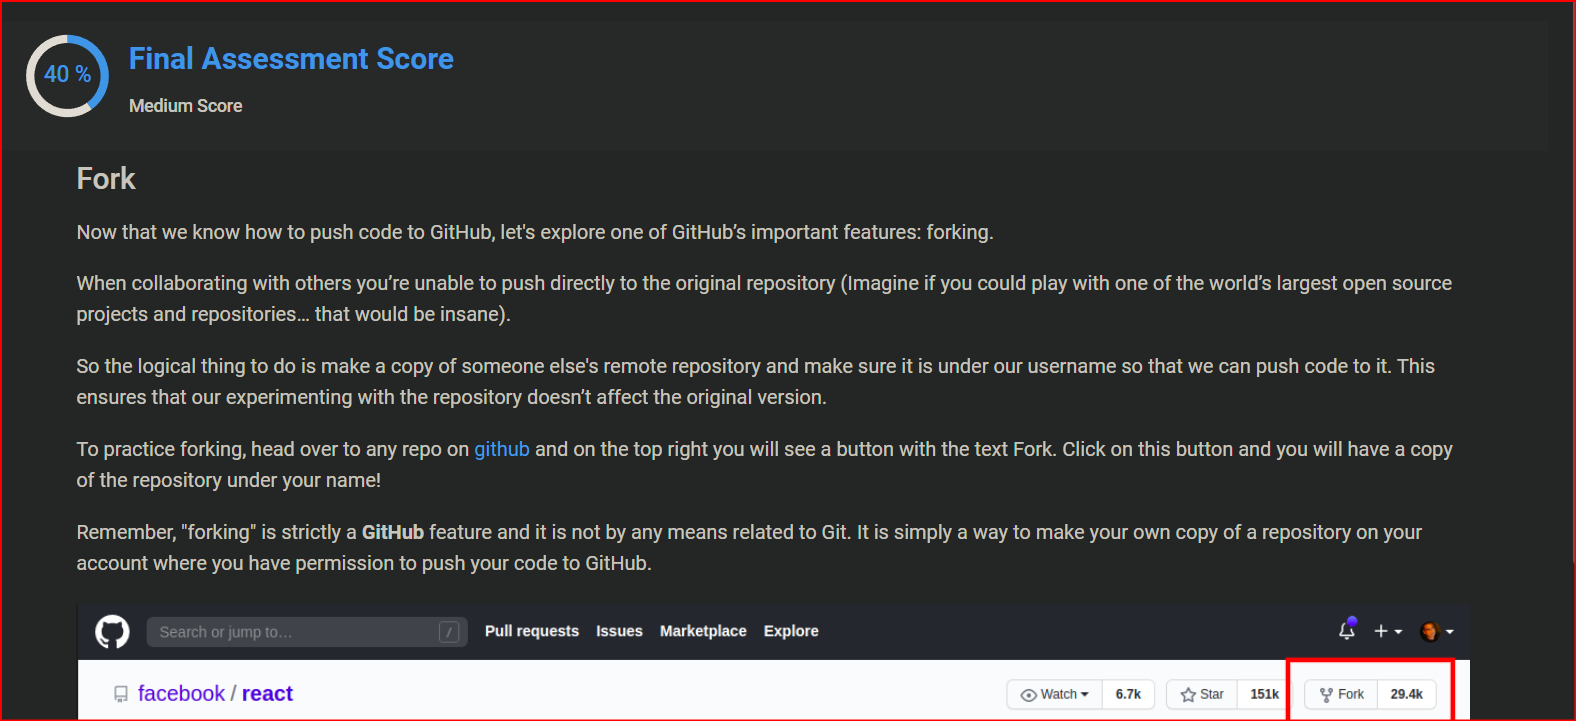 40 %
Final Assessment Score
Medium Score
Fork
Now that we know how to push code to GitHub, let's explore one of GitHub’s important features: forking.
When collaborating with others you’re unable to push directly to the original repository (Imagine if you could play with one of the world’s largest open source
projects and repositories… that would be insane).
So the logical thing to do is make a copy of someone else's remote repository and make sure it is under our username so that we can push code to it. This
ensures that our experimenting with the repository doesn’t affect the original version.
To practice forking, head over to any repo on github and on the top right you will see a button with the text Fork. Click on this button and you will have a copy
of the repository under your name!
Remember, "forking" is strictly a GitHub feature and it is not by any means related to Git. It is simply a way to make your own copy of a repository on your
account where you have permission to push your code to GitHub.
Search or jump to… / Pull requests Issues Marketplace Explore
facebook / react Watch 6.7k Star 151k Fork 29.4k